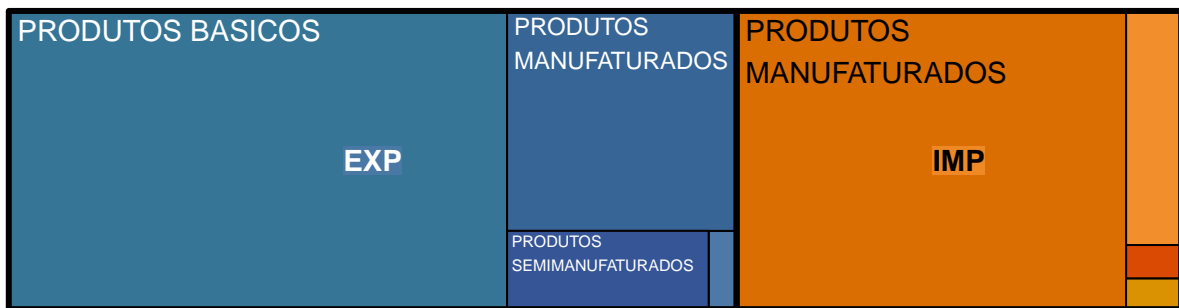 PRODUTOS BASICOS
EXP
PRODUTOS
MANUFATURADOS
PRODUTOS
SEMIMANUFATURADOS
PRODUTOS
MANUFATURADOS
IMP